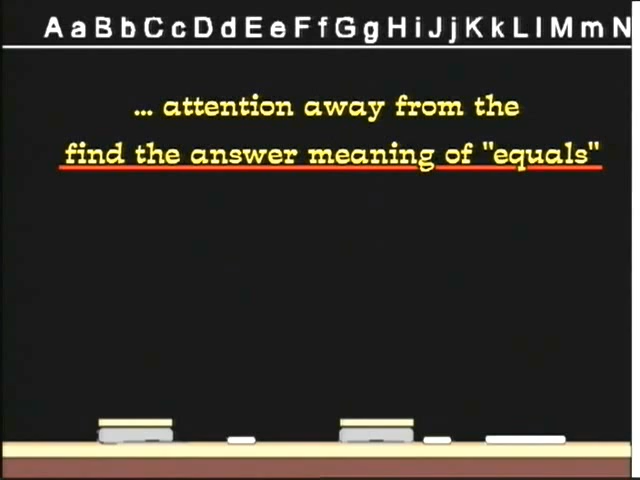 AaBbCcDdEeFfGgHiJjKkLlMmN
... attention away from the
find the answer meaning of "equals"